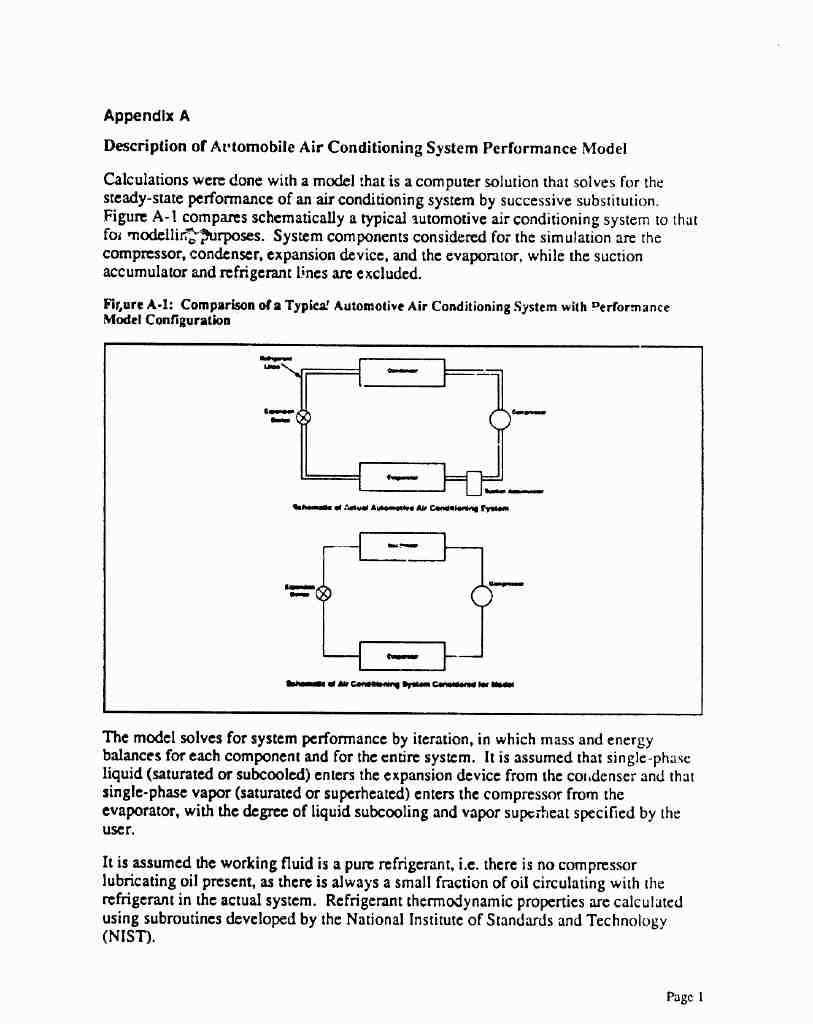 Appendix A
Description of Automobile Air Conditioning System Performance Model
Calculations were done with a model that is a computer solution that solves for the
steady-state performance of an air conditioning system by successive substitution.
Figure A-1 compares schematically a typical automotive air conditioning system to that
for modelling purposes. System components considered for the simulation are the
compressor, condenser, expansion device, and the evaporator, while the suction
accumulator and refrigerant lines are excluded.
Figure A-1: Comparison of a Typical Automotive Air Conditioning System with Performance
Model Configuration
Refrigerant
Lines
Condenser
Expansion
Device
Compressor
Evaporator
Suction Accumulator
Schematic of Actual Automotive Air Conditioning System
Expansion
Device
Compressor
Evaporator
Schematic of Air Conditioning System Considered for Model
The model solves for system performance by iteration, in which mass and energy
balances for each component and for the entire system. It is assumed that single-phase
liquid (saturated or subcooled) enters the expansion device from the condenser and that
single-phase vapor (saturated or superheated) enters the compressor from the
evaporator, with the degree of liquid subcooling and vapor superheat specified by the
user.
It is assumed the working fluid is a pure refrigerant, i.e. there is no compressor
lubricating oil present, as there is always a small fraction of oil circulating with the
refrigerant in the actual system. Refrigerant thermodynamic properties are calculated
using subroutines developed by the National Institute of Standards and Technology
(NIST).
Page 1